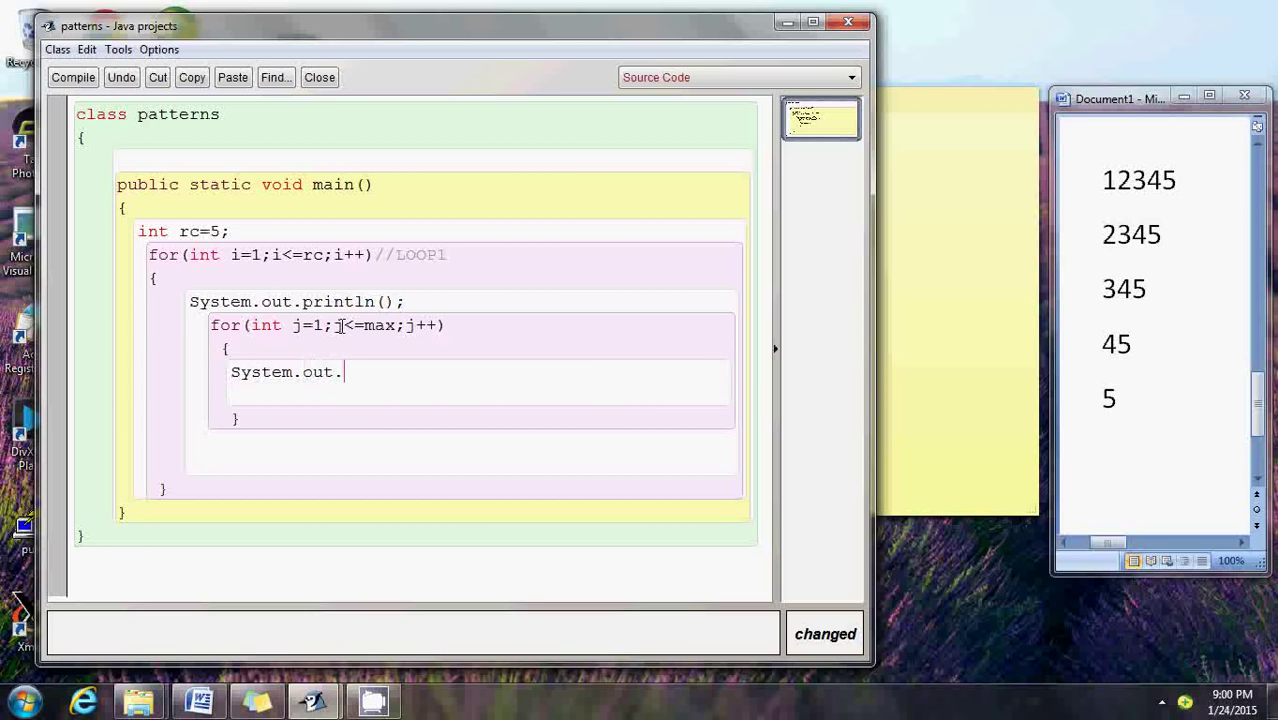 patterns - Java projects
Class Edit Tools Options
Compile Undo Cut Copy Paste Find... Close Source Code
class patterns
{
public static void main()
{
int rc=5;
for(int i=1;i<=rc;i++)//LOOP1
{
System.out.println();
for(int j=1;j<=max;j++)
{
System.out.
}
}
}
}
changed
Document1 - Mi...
12345
2345
345
45
5
100%
9:00 PM
1/24/2015